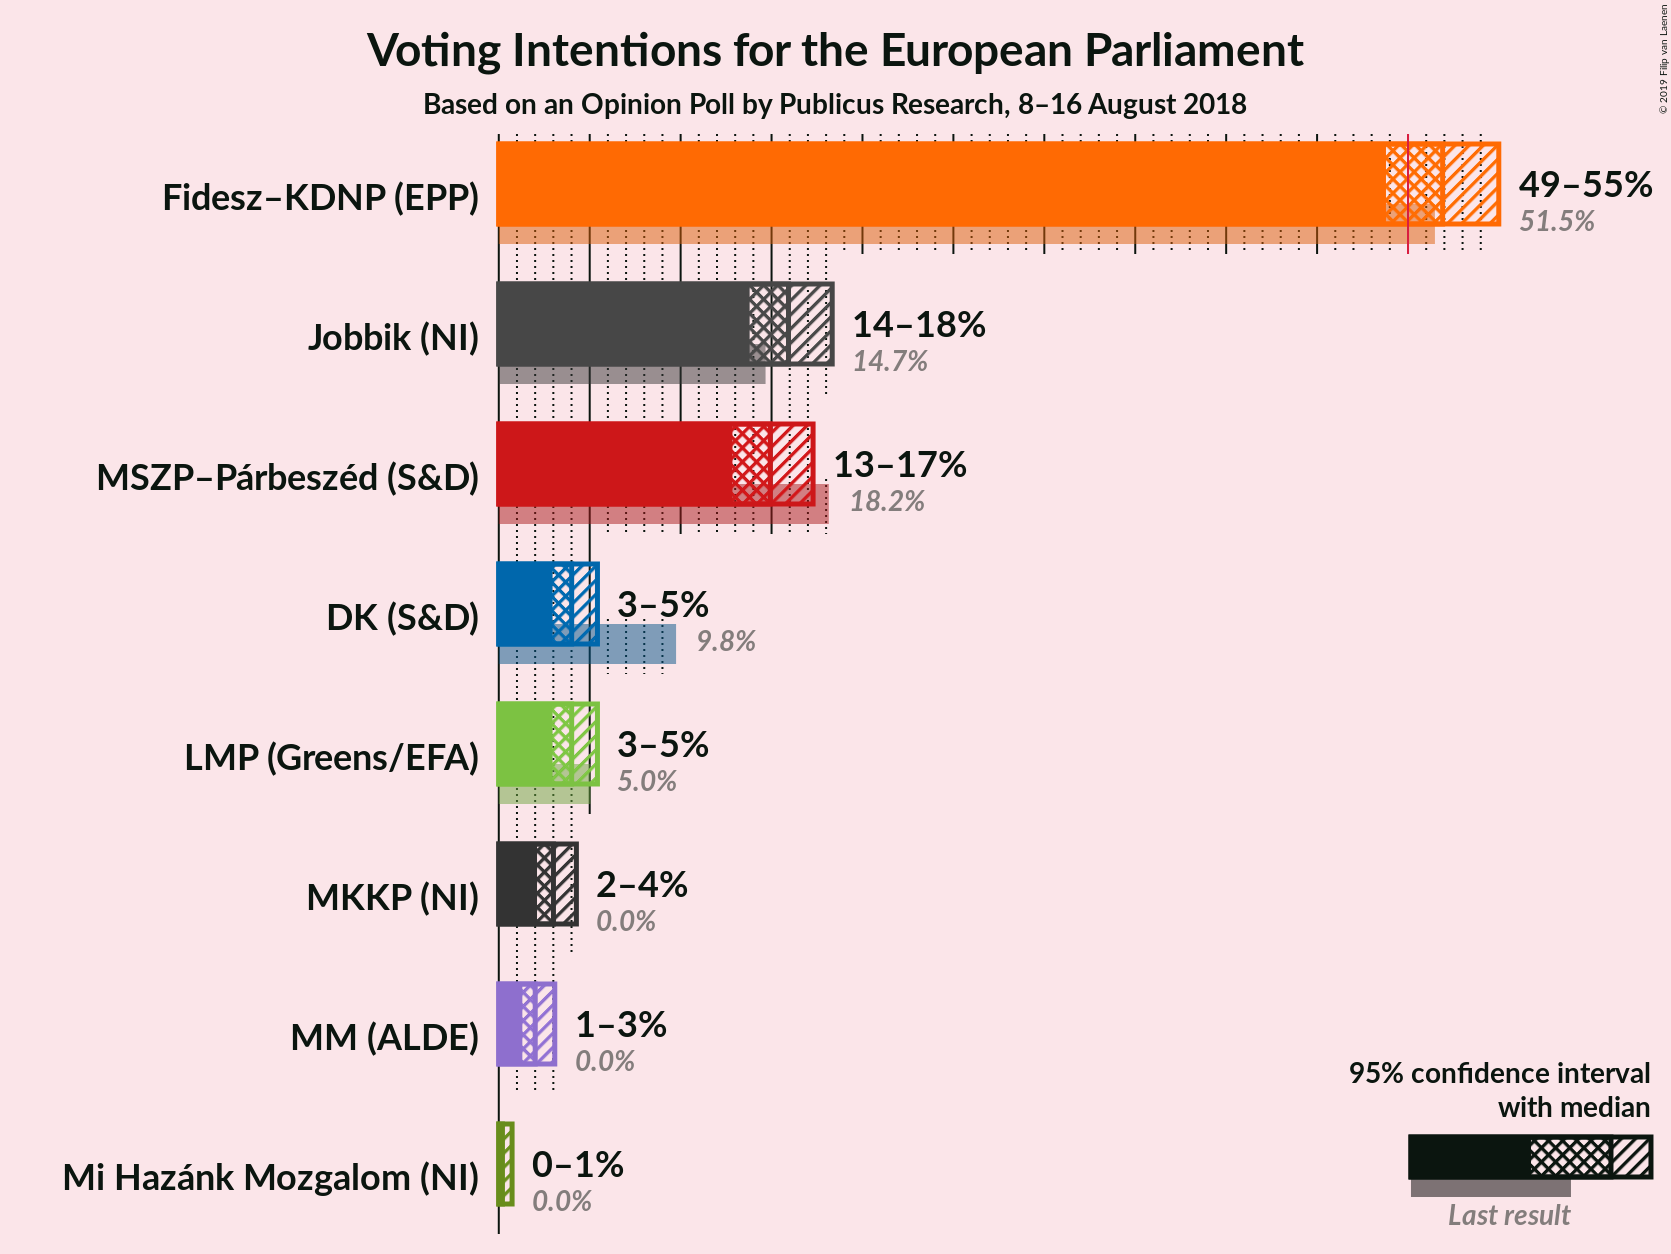 Voting Intentions for the European Parliament
Based on an Opinion Poll by Publicus Research, 8–16 August 2018
© 2019 Filip van Laenen
Fidesz–KDNP (EPP)
49–55%
51.5%
Jobbik (NI)
14–18%
14.7%
MSZP–Párbeszéd (S&D)
13–17%
18.2%
DK (S&D)
3–5%
9.8%
LMP (Greens/EFA)
3–5%
5.0%
MKKP (NI)
2–4%
0.0%
MM (ALDE)
1–3%
0.0%
Mi Hazánk Mozgalom (NI)
0–1%
0.0%
95% confidence interval
with median
Last result